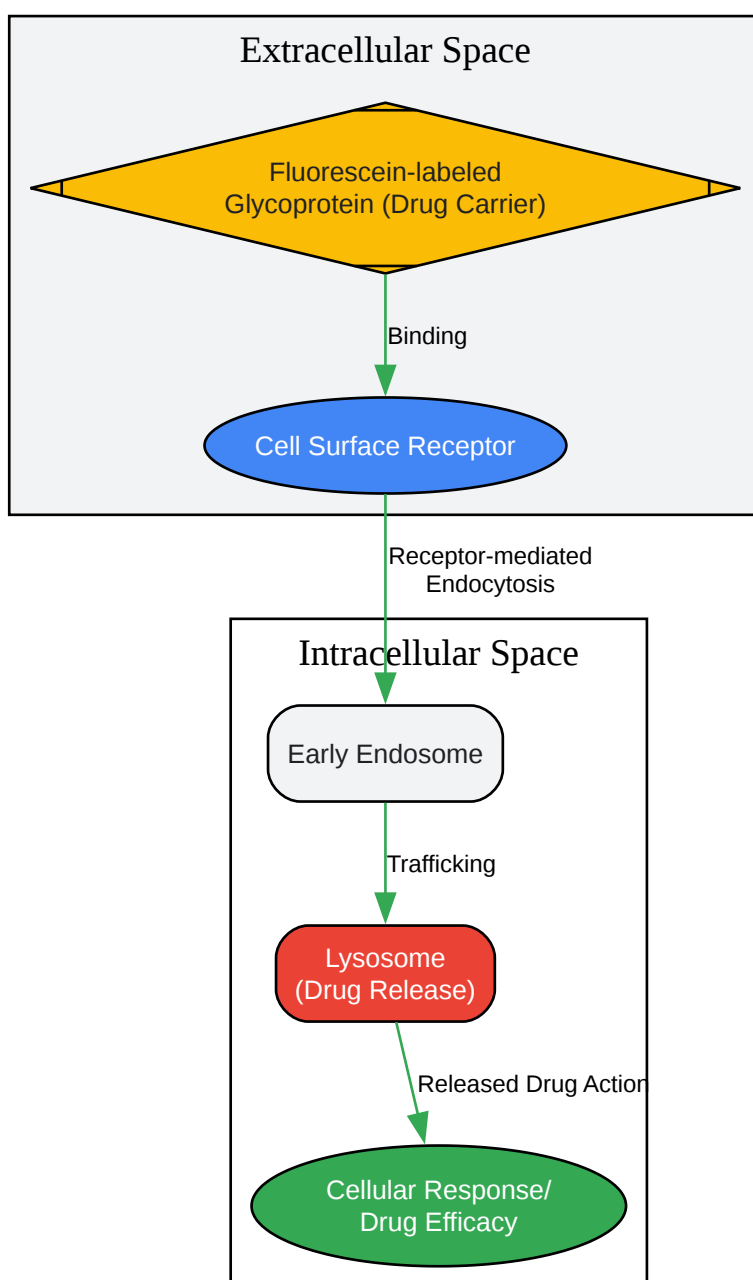 Extracellular Space
Fluorescein-labeled
Glycoprotein (Drug Carrier)
Binding
Cell Surface Receptor
Receptor-mediated
Endocytosis
Intracellular Space
Early Endosome
Trafficking
Lysosome
(Drug Release)
Released Drug Action
Cellular Response/
Drug Efficacy